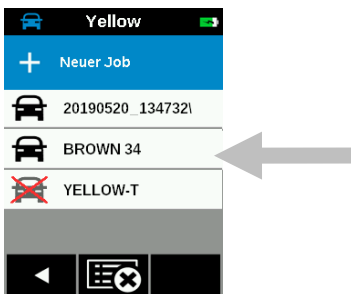 Yellow
Neuer Job
20190520_134732\
BROWN 34
YELLOW-T